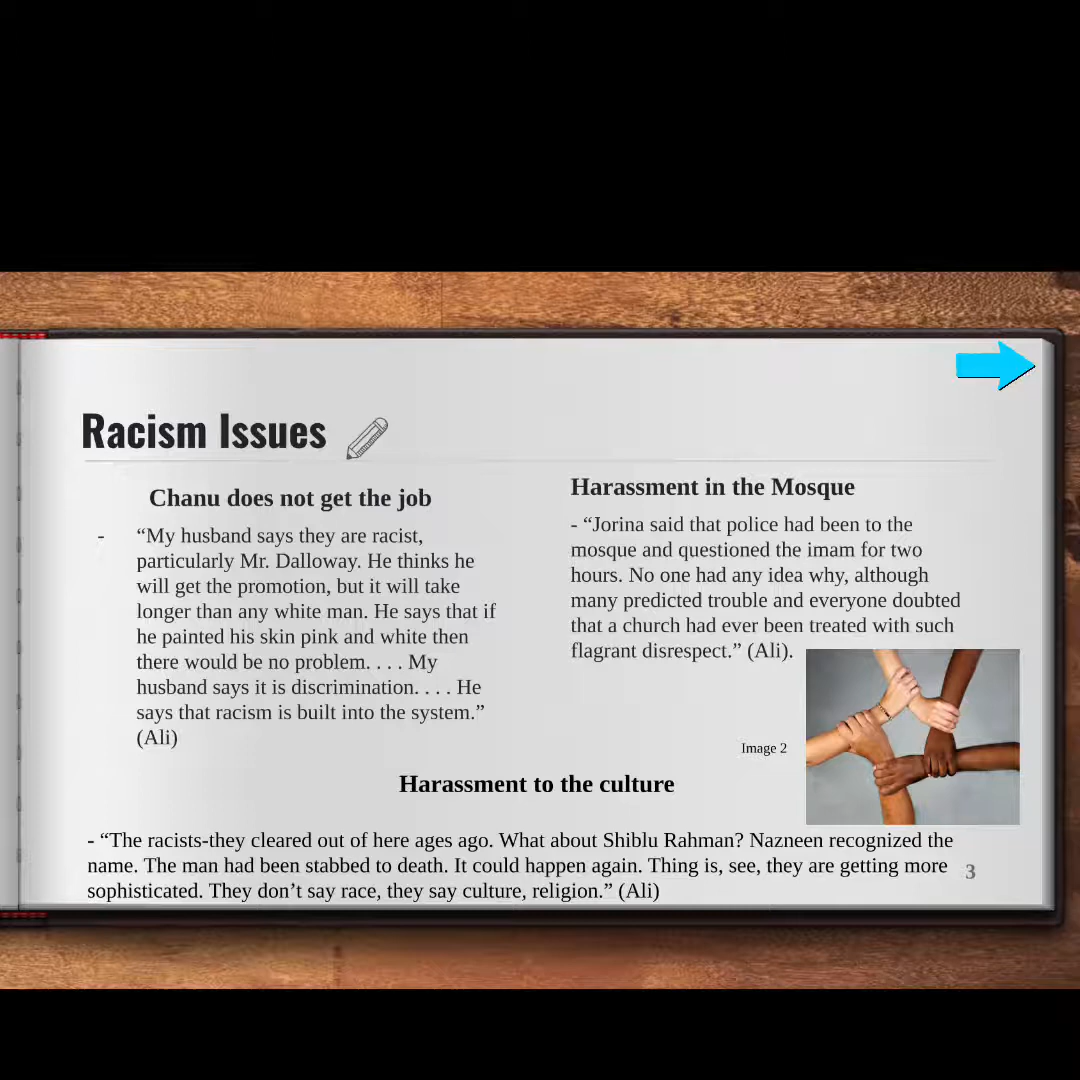 Racism Issues
Chanu does not get the job
- “My husband says they are racist,
particularly Mr. Dalloway. He thinks he
will get the promotion, but it will take
longer than any white man. He says that if
he painted his skin pink and white then
there would be no problem. . . . My
husband says it is discrimination. . . . He
says that racism is built into the system.”
(Ali)
Harassment in the Mosque
- “Jorina said that police had been to the
mosque and questioned the imam for two
hours. No one had any idea why, although
many predicted trouble and everyone doubted
that a church had ever been treated with such
flagrant disrespect.” (Ali).
Image 2
Harassment to the culture
- “The racists-they cleared out of here ages ago. What about Shiblu Rahman? Nazneen recognized the
name. The man had been stabbed to death. It could happen again. Thing is, see, they are getting more
sophisticated. They don’t say race, they say culture, religion.” (Ali)
3